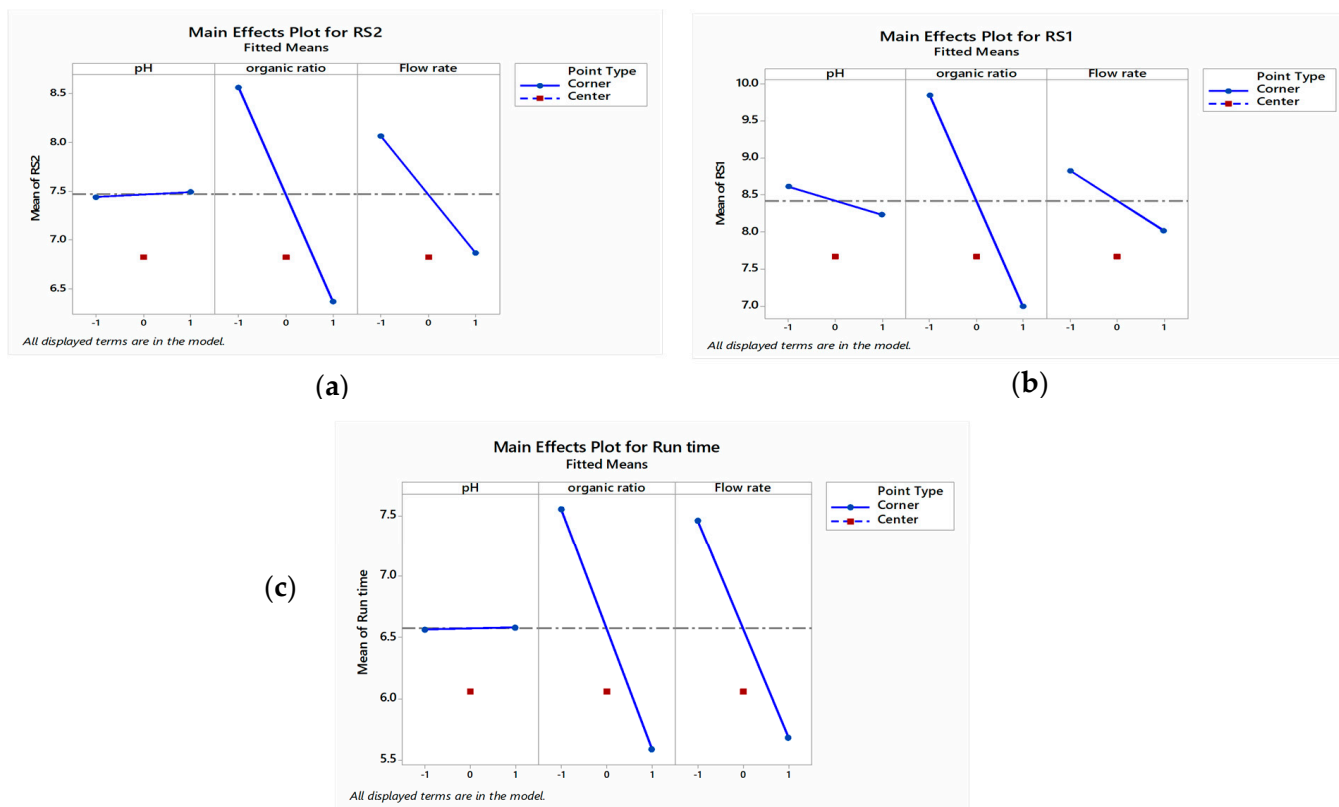 Main Effects Plot for RS2
Fitted Means
pH organic ratio Flow rate
Point Type
Corner
Center
Mean of RS2
8.5
8.0
7.5
7.0
6.5
-1 0 1 -1 0 1 -1 0 1
All displayed terms are in the model.
(a)
Main Effects Plot for RS1
Fitted Means
pH organic ratio Flow rate
Point Type
Corner
Center
Mean of RS1
10.0
9.5
9.0
8.5
8.0
7.5
7.0
-1 0 1 -1 0 1 -1 0 1
All displayed terms are in the model.
(b)
Main Effects Plot for Run time
Fitted Means
pH organic ratio Flow rate
Point Type
Corner
Center
(c)
Mean of Run time
7.5
7.0
6.5
6.0
5.5
-1 0 1 -1 0 1 -1 0 1
All displayed terms are in the model.